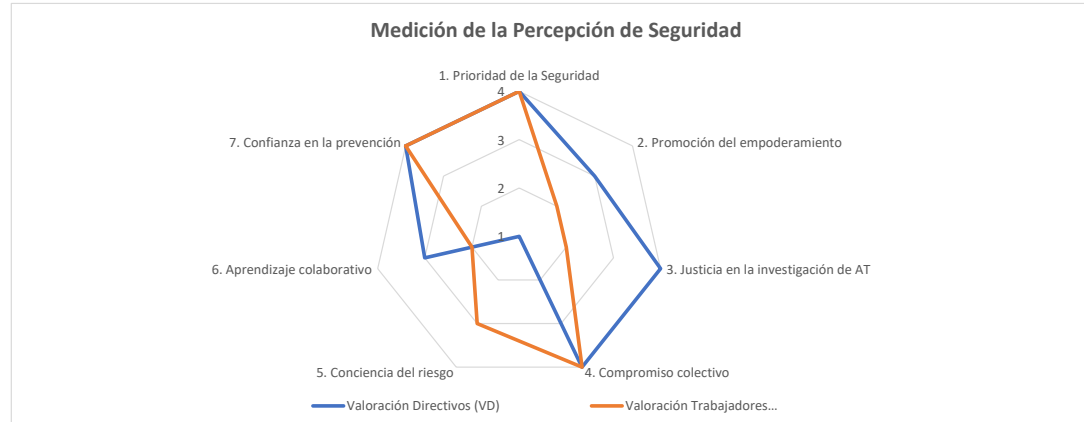 Medición de la Percepción de Seguridad
1. Prioridad de la Seguridad
4
7. Confianza en la prevención
3
2. Promoción del empoderamiento
2
1
6. Aprendizaje colaborativo
3. Justicia en la investigación de AT
5. Conciencia del riesgo
4. Compromiso colectivo
Valoración Directivos (VD)
Valoración Trabajadores…